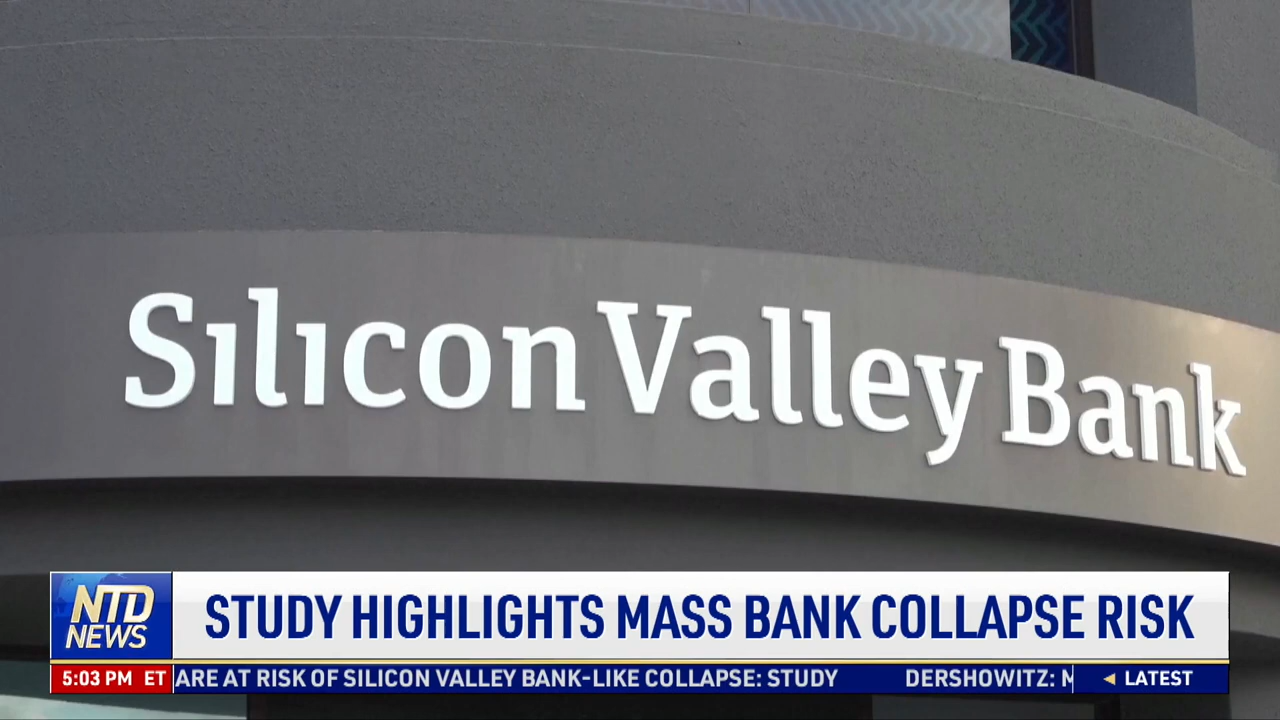 Silicon Valley Bank
NTD
NEWS
STUDY HIGHLIGHTS MASS BANK COLLAPSE RISK
5:03 PM ET
ARE AT RISK OF SILICON VALLEY BANK-LIKE COLLAPSE: STUDY
DERSHOWITZ:
◄ LATEST